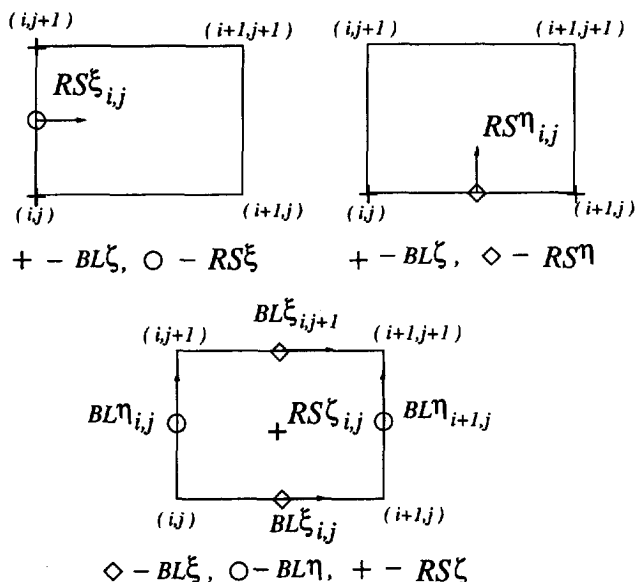 (i,j+1) (i+1,j+1) (i,j+1) (i+1,j+1)
RSξi,j RSηi,j
(i,j) (i+1,j) (i,j) (i+1,j)
+ - BLζ, ○ - RSξ + - BLζ, ◇ - RSη
BLξi,j+1
(i,j+1) (i+1,j+1)
BLηi,j RSζi,j BLηi+1,j
(i,j) BLξi,j (i+1,j)
◇ - BLξ, ○ - BLη, + - RSζ